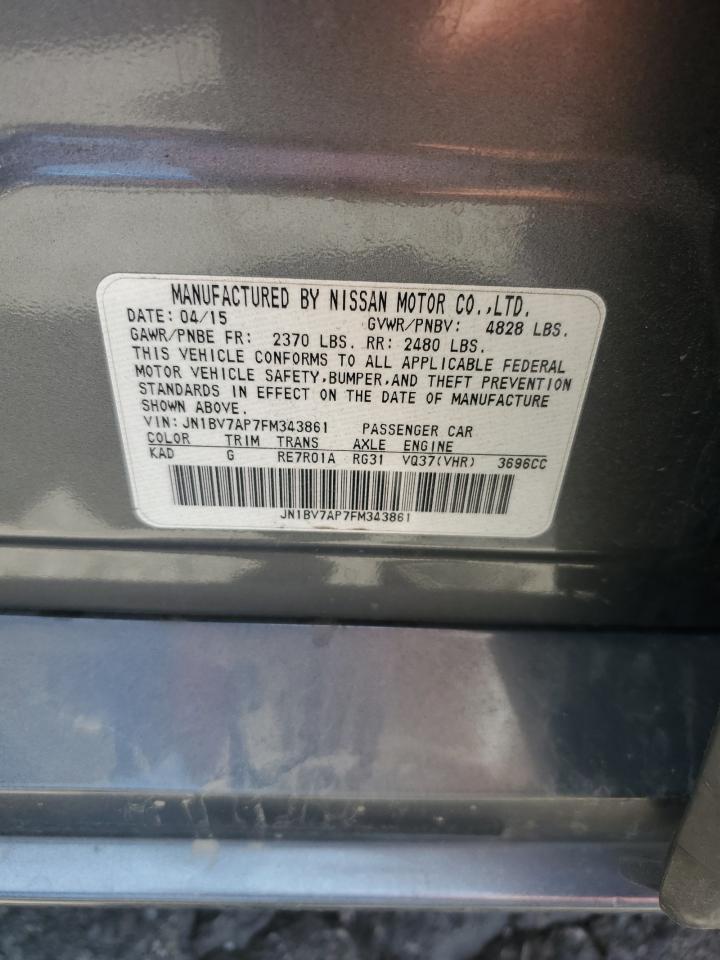 MANUFACTURED BY NISSAN MOTOR CO.,LTD.
DATE: 04/15 GVWR/PNBV: 4828 LBS.
GAWR/PNBE FR: 2370 LBS. RR: 2480 LBS.
THIS VEHICLE CONFORMS TO ALL APPLICABLE FEDERAL
MOTOR VEHICLE SAFETY,BUMPER,AND THEFT PREVENTION
STANDARDS IN EFFECT ON THE DATE OF MANUFACTURE
SHOWN ABOVE.
VIN: JN1BV7AP7FM343861 PASSENGER CAR
COLOR TRIM TRANS AXLE ENGINE
KAD G RE7R01A RG31 VQ37(VHR) 3696CC
JN1BV7AP7FM343861